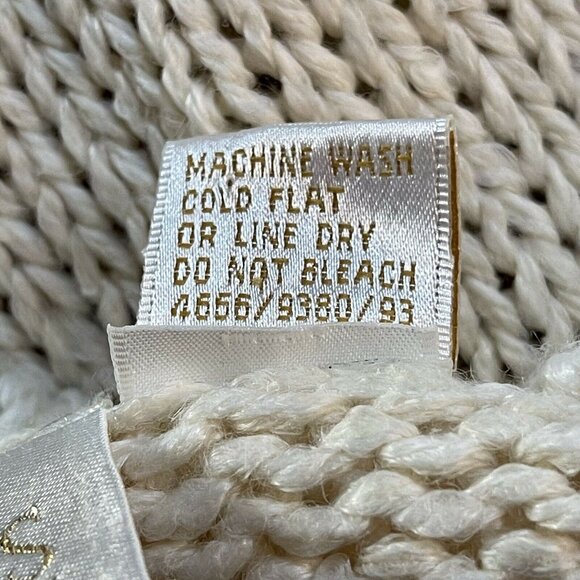 MACHINE WASH
COLD FLAT
OR LINE DRY
DO NOT BLEACH
4656/9380/93